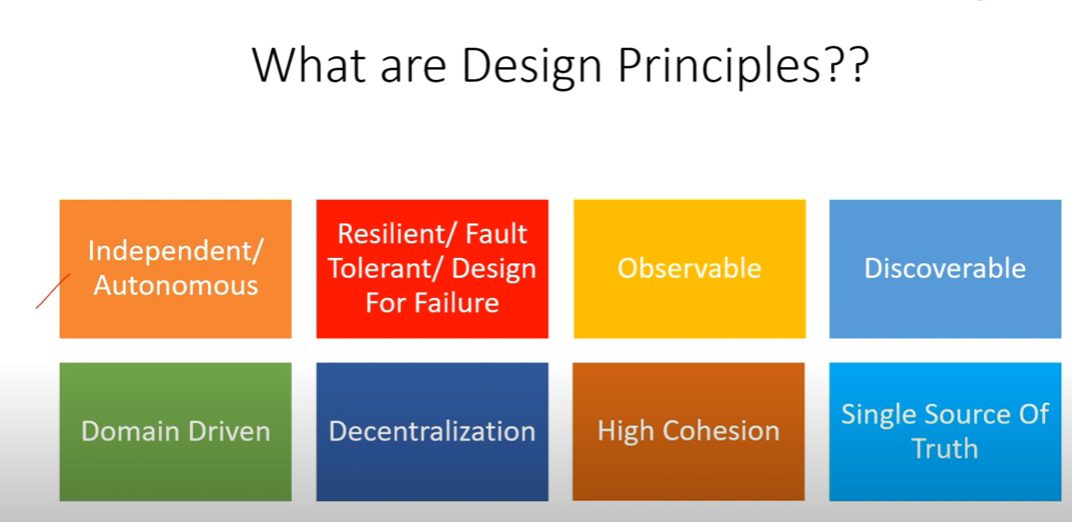 What are Design Principles??
Independent/
Autonomous
Resilient/ Fault
Tolerant/ Design
For Failure
Observable
Discoverable
Domain Driven
Decentralization
High Cohesion
Single Source Of
Truth